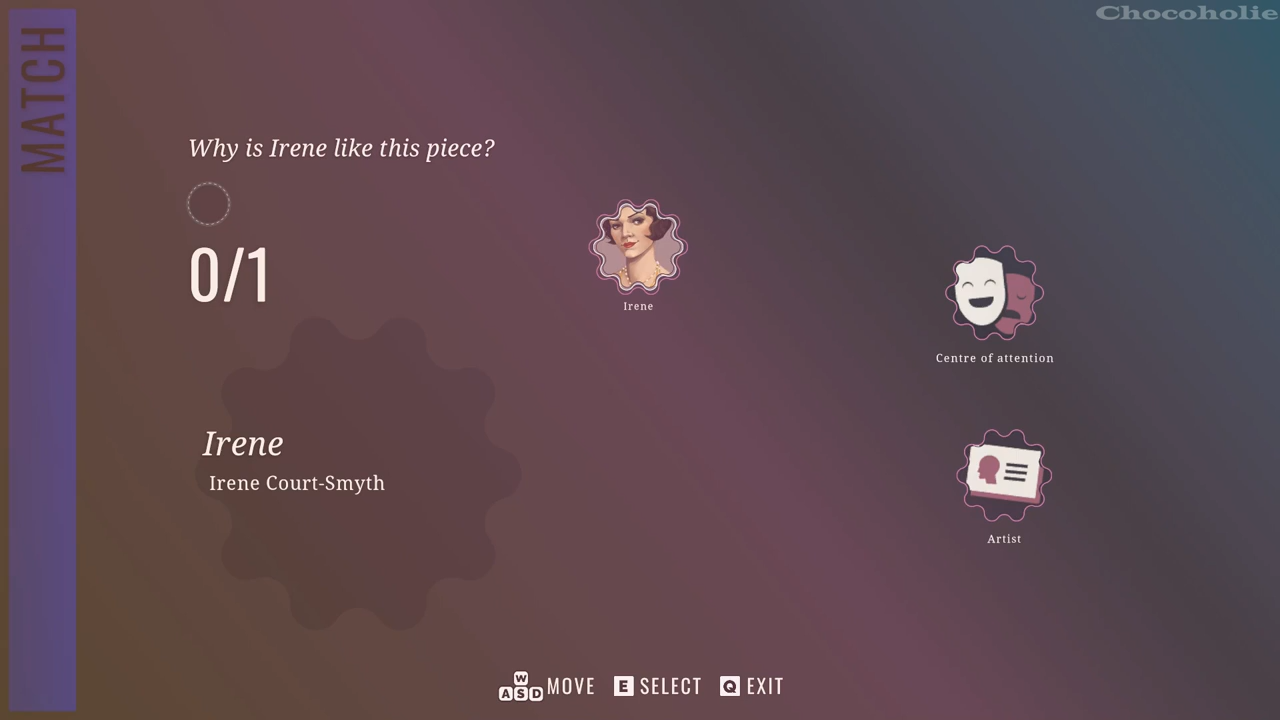 Chocoholie
MATCH
Why is Irene like this piece?
0/1
Irene
Centre of attention
Irene
Irene Court-Smyth
Artist
W
A S D MOVE E SELECT Q EXIT